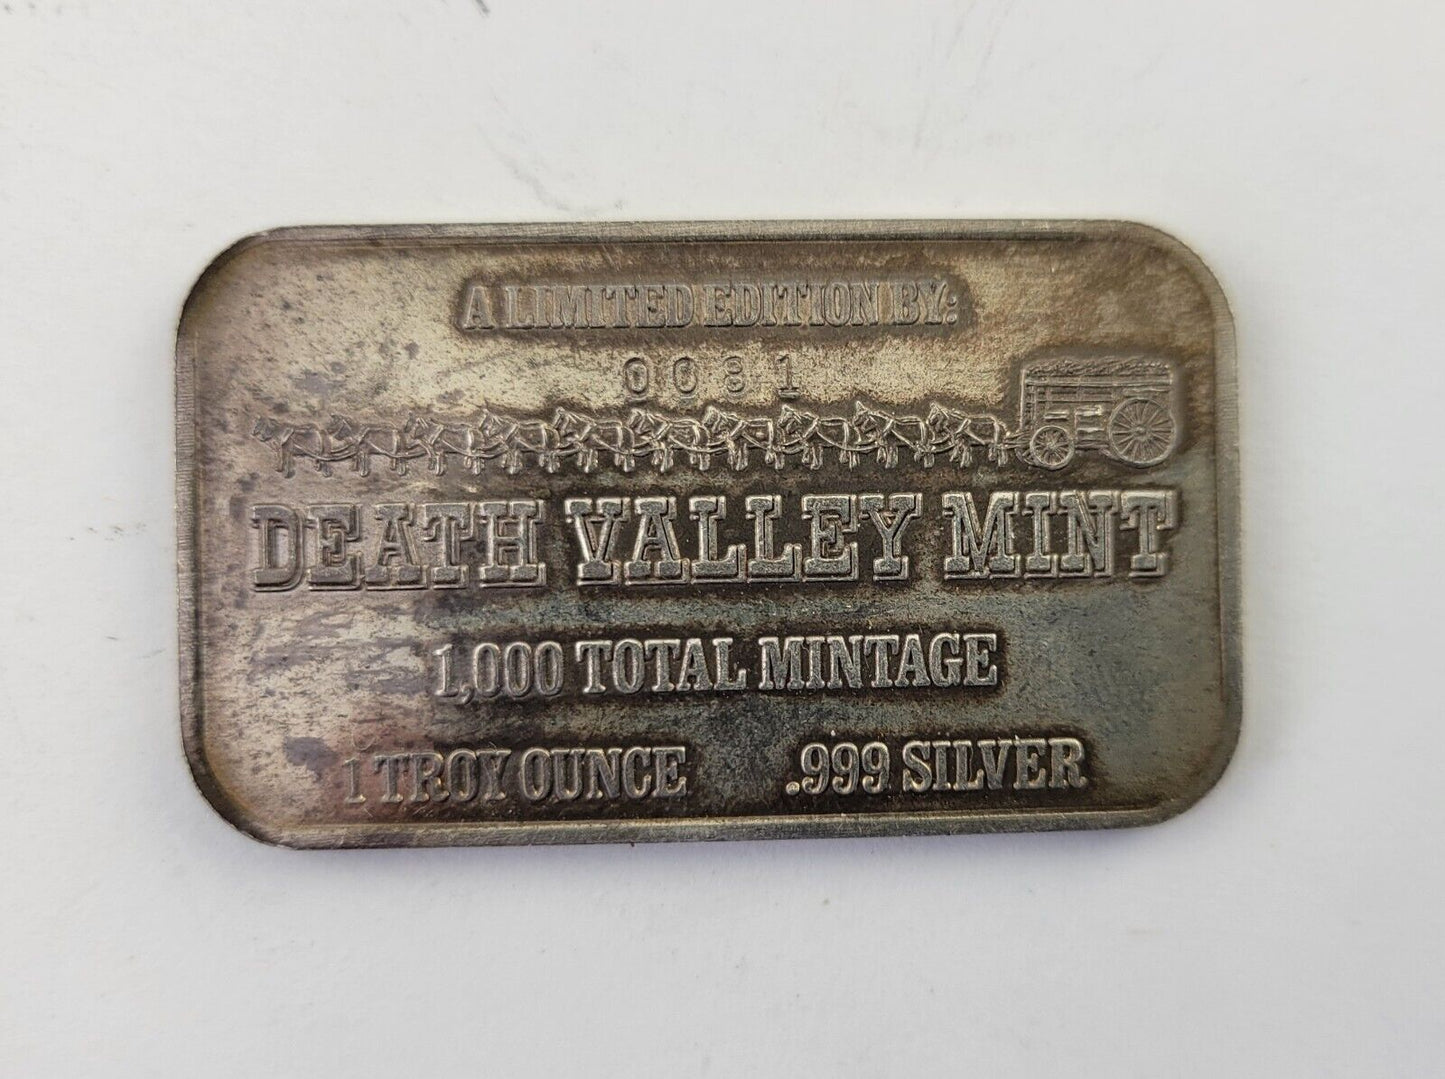 A LIMITED EDITION BY:
0081
DEATH VALLEY MINT
1,000 TOTAL MINTAGE
1 TROY OUNCE .999 SILVER